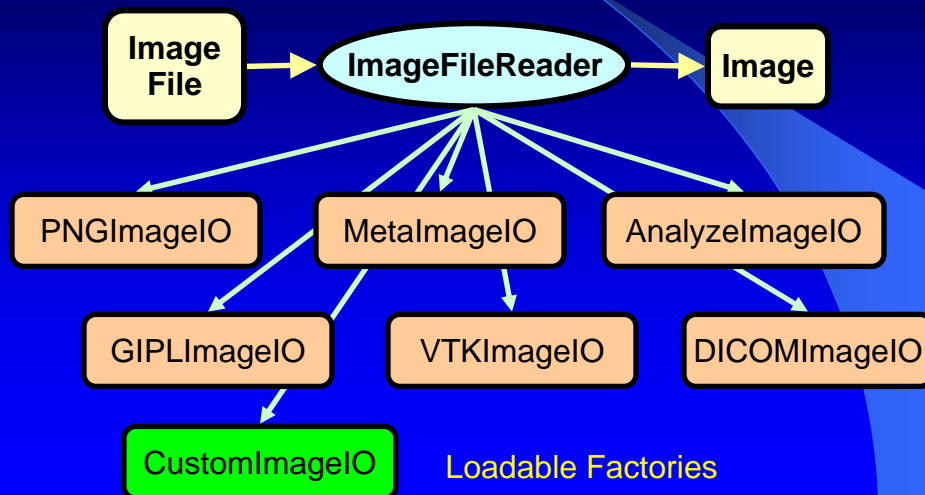 Image
File
ImageFileReader
Image
PNGImageIO
MetaImageIO
AnalyzeImageIO
GIPLImageIO
VTKImageIO
DICOMImageIO
CustomImageIO
Loadable Factories